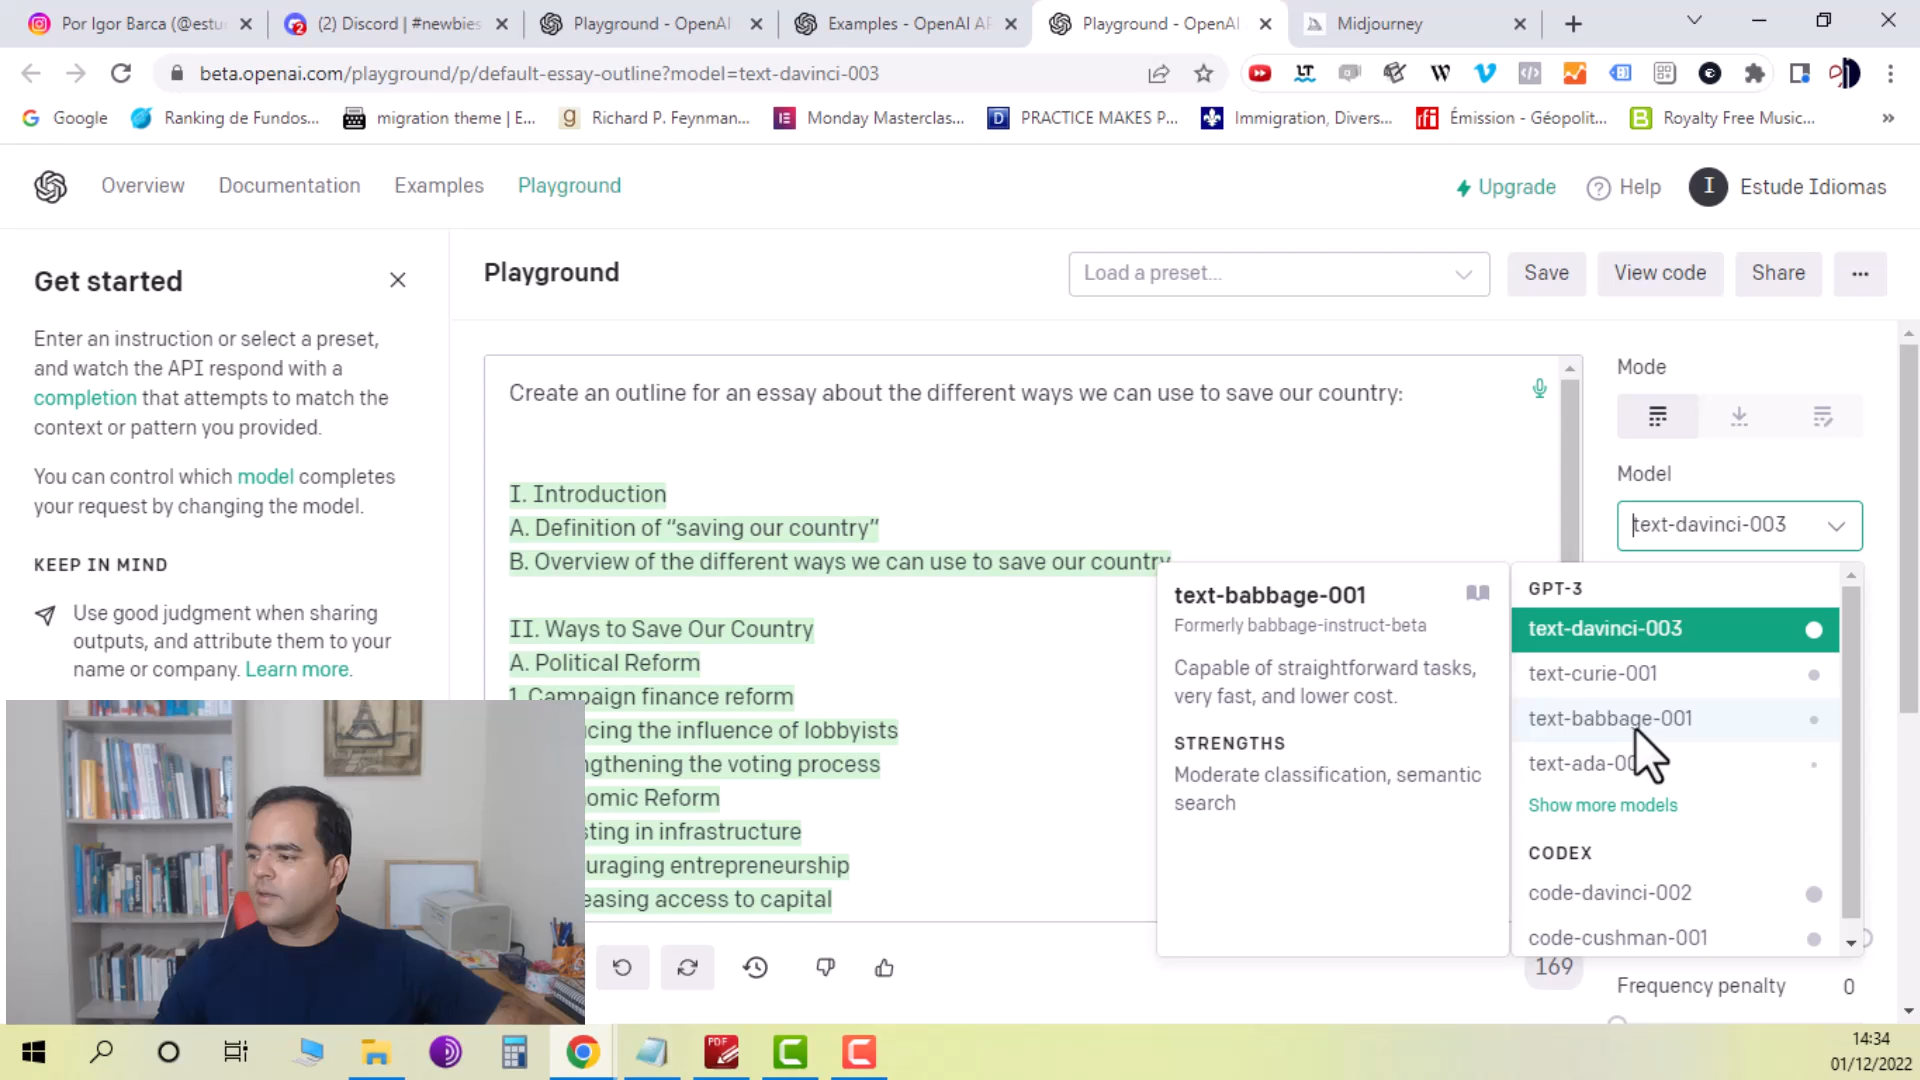 Por Igor Barca (@estu
(2) Discord | #newbies
Playground - OpenAI
Examples - OpenAI AP
Playground - OpenAI
Midjourney
beta.openai.com/playground/p/default-essay-outline?model=text-davinci-003
Google
Ranking de Fundos...
migration theme | E...
Richard P. Feynman...
Monday Masterclas...
PRACTICE MAKES P...
Immigration, Divers...
Émission - Géopolit...
Royalty Free Music...
»
Overview
Documentation
Examples
Playground
Upgrade
Help
I
Estude Idiomas
Get started
Enter an instruction or select a preset,
and watch the API respond with a
completion that attempts to match the
context or pattern you provided.
You can control which model completes
your request by changing the model.
KEEP IN MIND
Use good judgment when sharing
outputs, and attribute them to your
name or company. Learn more.
Playground
Load a preset...
Save
View code
Share
...
Create an outline for an essay about the different ways we can use to save our country:
I. Introduction
A. Definition of “saving our country”
B. Overview of the different ways we can use to save our country
II. Ways to Save Our Country
A. Political Reform
1. Campaign finance reform
cing the influence of lobbyists
gthening the voting process
omic Reform
sting in infrastructure
uraging entrepreneurship
easing access to capital
169
Mode
Model
text-davinci-003
text-babbage-001
Formerly babbage-instruct-beta
Capable of straightforward tasks,
very fast, and lower cost.
STRENGTHS
Moderate classification, semantic
search
GPT-3
text-davinci-003
text-curie-001
text-babbage-001
text-ada-00
Show more models
CODEX
code-davinci-002
code-cushman-001
Frequency penalty
0
14:34
01/12/2022